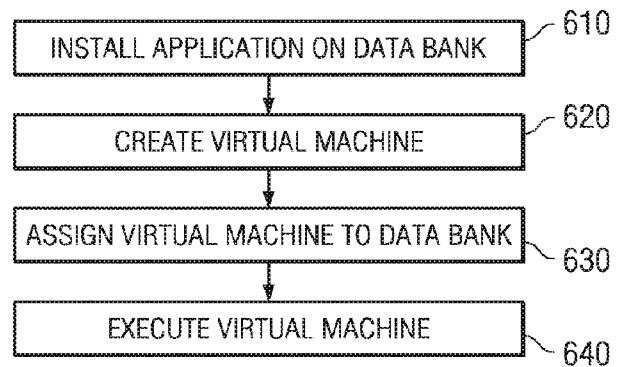 INSTALL APPLICATION ON DATA BANK
610
CREATE VIRTUAL MACHINE
620
ASSIGN VIRTUAL MACHINE TO DATA BANK
630
EXECUTE VIRTUAL MACHINE
640